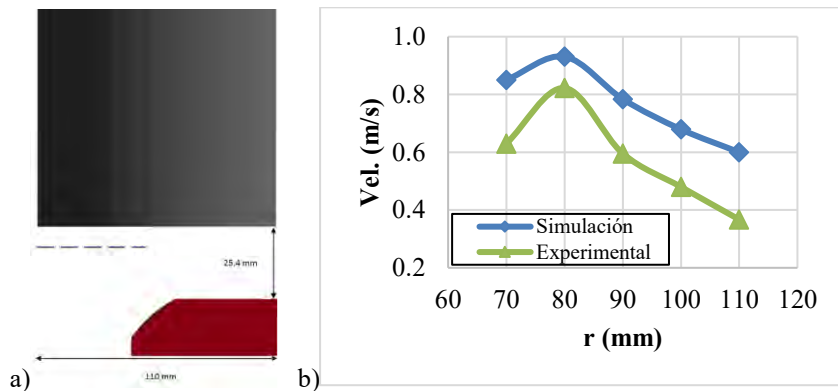 a)
25.4 mm
110 mm
b)
Vel. (m/s)
1.0
0.8
0.6
0.4
0.2
Simulación
Experimental
60 70 80 90 100 110 120
r (mm)